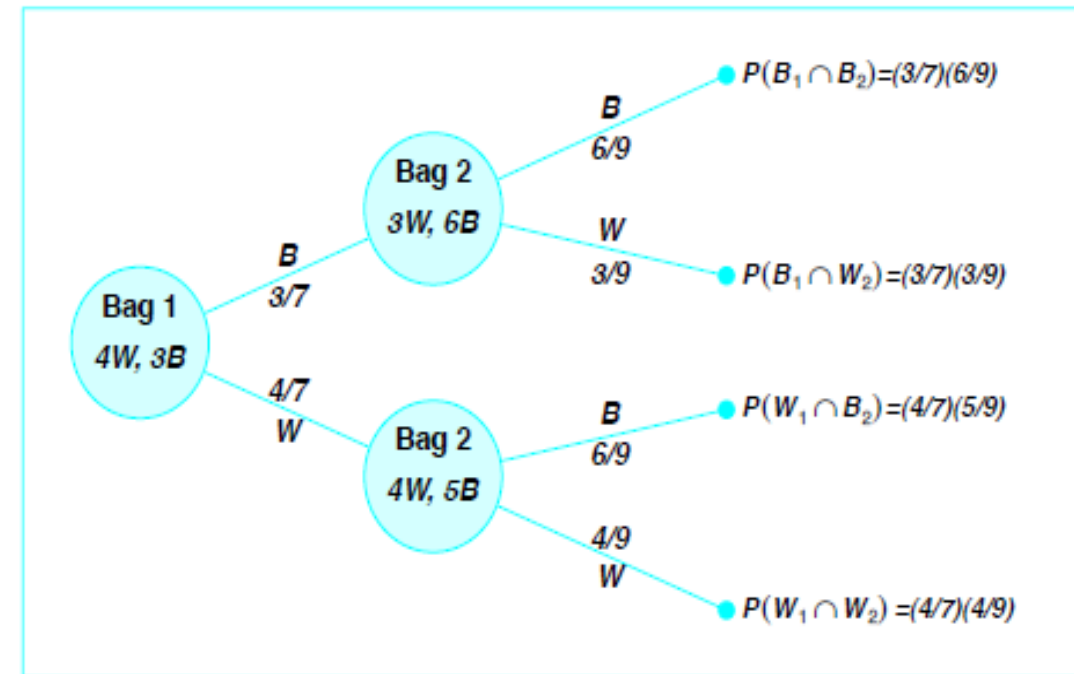 P(B₁ ∩ B₂)=(3/7)(6/9)
B
6/9
Bag 2
3W, 6B
W
3/9
P(B₁ ∩ W₂)=(3/7)(3/9)
B
3/7
Bag 1
4W, 3B
4/7
W
B
6/9
P(W₁ ∩ B₂)=(4/7)(5/9)
Bag 2
4W, 5B
4/9
W
P(W₁ ∩ W₂) =(4/7)(4/9)